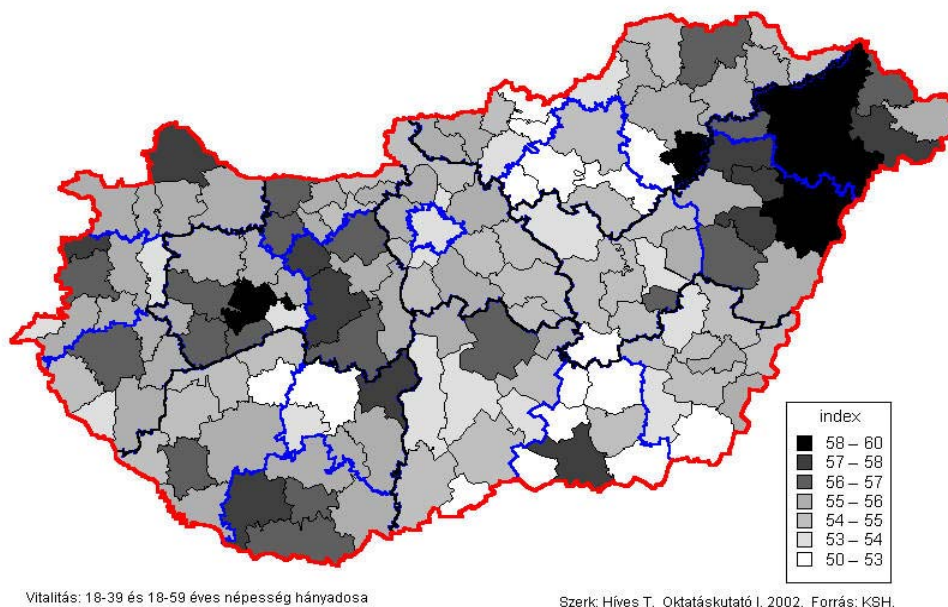 index
58 – 60
57 – 58
56 – 57
55 – 56
54 – 55
53 – 54
50 – 53
Vitalitás: 18-39 és 18-59 éves népesség hányadosa
Szerk: Híves T. Oktatáskutató I. 2002. Forrás: KSH.